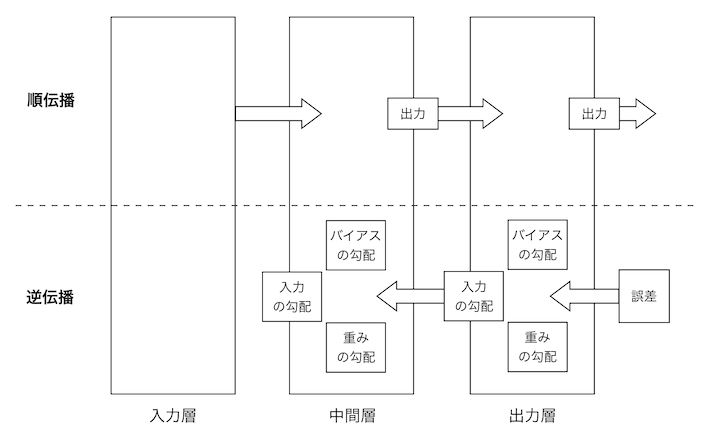 順伝播
出力
出力
逆伝播
バイアス
の勾配
入力
の勾配
重み
の勾配
バイアス
の勾配
入力
の勾配
重み
の勾配
誤差
入力層
中間層
出力層